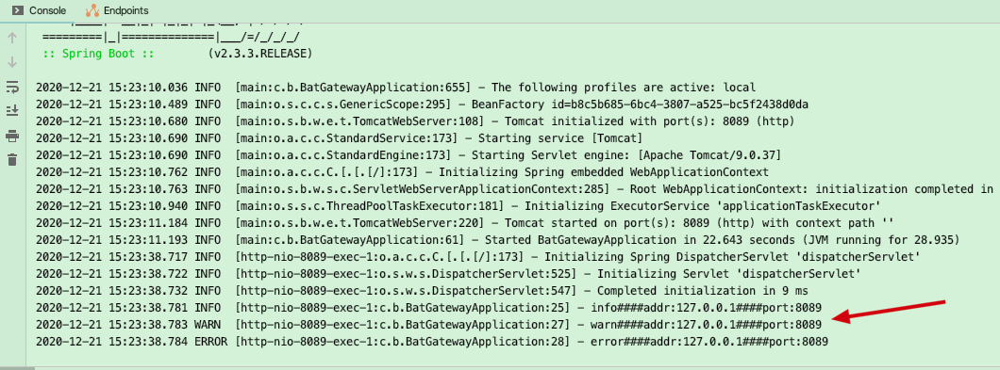 Console Endpoints
=========|_|==============|___/=/_/_/_/
:: Spring Boot :: (v2.3.3.RELEASE)
2020-12-21 15:23:10.036 INFO [main:c.b.BatGatewayApplication:655] - The following profiles are active: local
2020-12-21 15:23:10.489 INFO [main:o.s.c.c.s.GenericScope:295] - BeanFactory id=b8c5b685-6bc4-3807-a525-bc5f2438d0da
2020-12-21 15:23:10.680 INFO [main:o.s.b.w.e.t.TomcatWebServer:108] - Tomcat initialized with port(s): 8089 (http)
2020-12-21 15:23:10.690 INFO [main:o.a.c.c.StandardService:173] - Starting service [Tomcat]
2020-12-21 15:23:10.690 INFO [main:o.a.c.c.StandardEngine:173] - Starting Servlet engine: [Apache Tomcat/9.0.37]
2020-12-21 15:23:10.762 INFO [main:o.a.c.c.C.[.[.[/]:173] - Initializing Spring embedded WebApplicationContext
2020-12-21 15:23:10.763 INFO [main:o.s.b.w.s.c.ServletWebServerApplicationContext:285] - Root WebApplicationContext: initialization completed in
2020-12-21 15:23:10.940 INFO [main:o.s.s.c.ThreadPoolTaskExecutor:181] - Initializing ExecutorService 'applicationTaskExecutor'
2020-12-21 15:23:11.184 INFO [main:o.s.b.w.e.t.TomcatWebServer:220] - Tomcat started on port(s): 8089 (http) with context path ''
2020-12-21 15:23:11.193 INFO [main:c.b.BatGatewayApplication:61] - Started BatGatewayApplication in 22.643 seconds (JVM running for 28.935)
2020-12-21 15:23:38.717 INFO [http-nio-8089-exec-1:o.a.c.c.C.[.[.[/]:173] - Initializing Spring DispatcherServlet 'dispatcherServlet'
2020-12-21 15:23:38.722 INFO [http-nio-8089-exec-1:o.s.w.s.DispatcherServlet:525] - Initializing Servlet 'dispatcherServlet'
2020-12-21 15:23:38.732 INFO [http-nio-8089-exec-1:o.s.w.s.DispatcherServlet:547] - Completed initialization in 9 ms
2020-12-21 15:23:38.781 INFO [http-nio-8089-exec-1:c.b.BatGatewayApplication:25] - info####addr:127.0.0.1####port:8089
2020-12-21 15:23:38.783 WARN [http-nio-8089-exec-1:c.b.BatGatewayApplication:27] - warn####addr:127.0.0.1####port:8089
2020-12-21 15:23:38.784 ERROR [http-nio-8089-exec-1:c.b.BatGatewayApplication:28] - error####addr:127.0.0.1####port:8089